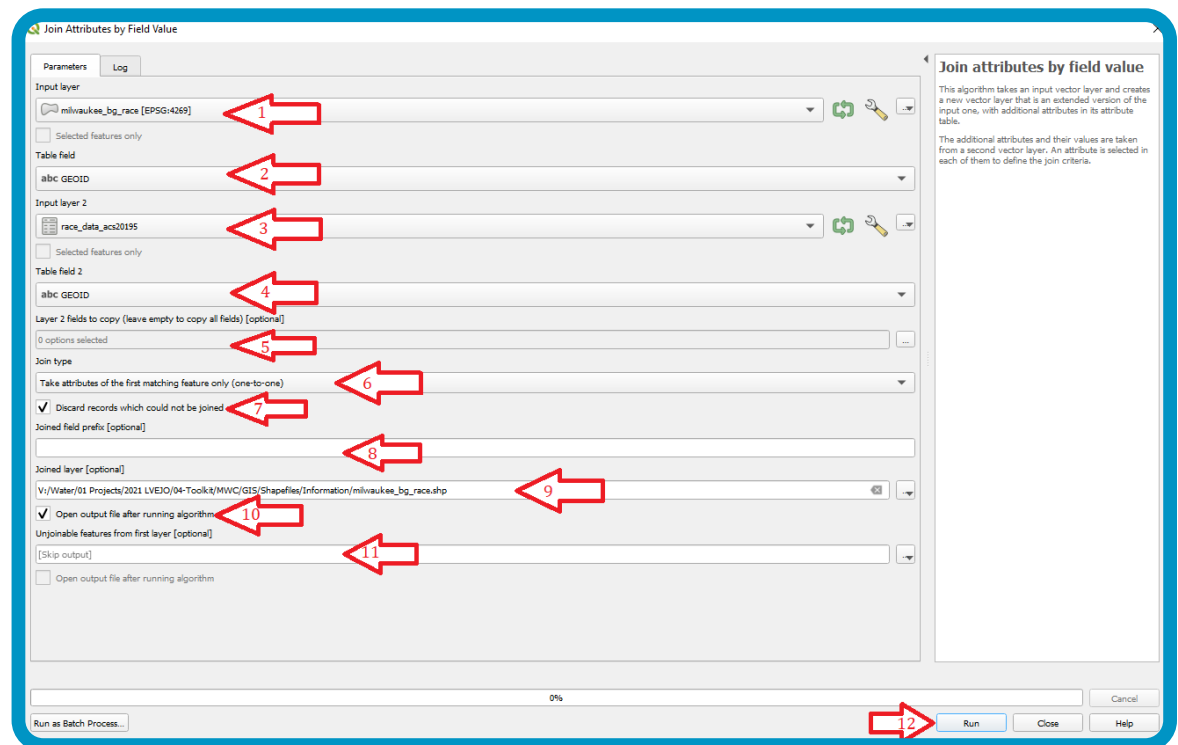 Join Attributes by Field Value
Parameters
Log
Input layer
milwaukee_bg_race [EPSG:4269]
1
Selected features only
Table field
abc GEOID
2
Input layer 2
race_data_acs20195
3
Selected features only
Table field 2
abc GEOID
4
Layer 2 fields to copy (leave empty to copy all fields) [optional]
0 options selected
5
...
Join type
Take attributes of the first matching feature only (one-to-one)
6
Discard records which could not be joined
7
Joined field prefix [optional]
8
Joined layer [optional]
V:/Water/01 Projects/2021 LVEJO/04-Toolkit/MWC/GIS/Shapefiles/Information/milwaukee_bg_race.shp
9
Open output file after running algorithm
10
Unjoinable features from first layer [optional]
[Skip output]
11
Open output file after running algorithm
Join attributes by field value
This algorithm takes an input vector layer and creates
a new vector layer that is an extended version of the
input one, with additional attributes in its attribute
table.
The additional attributes and their values are taken
from a second vector layer. An attribute is selected in
each of them to define the join criteria.
0%
Cancel
Run as Batch Process...
12
Run
Close
Help